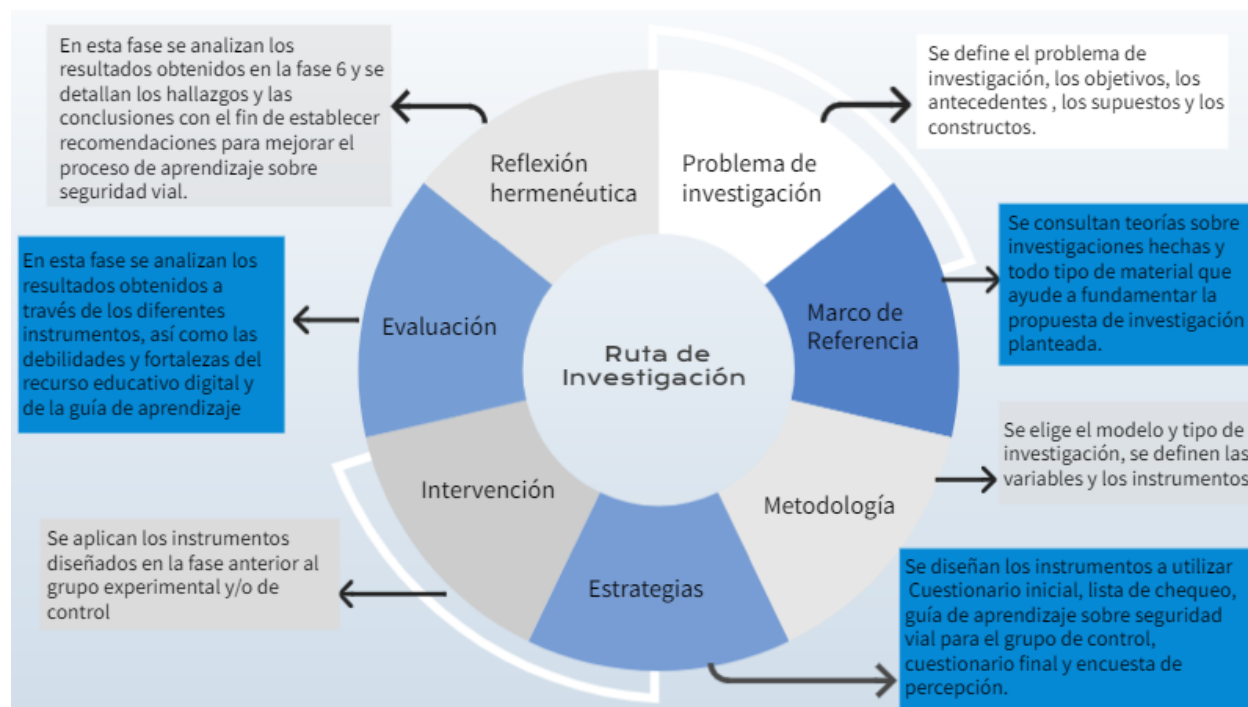 En esta fase se analizan los
resultados obtenidos en la fase 6 y se
detallan los hallazgos y las
conclusiones con el fin de establecer
recomendaciones para mejorar el
proceso de aprendizaje sobre
seguridad vial.
Se define el problema de
investigación, los objetivos, los
antecedentes , los supuestos y los
constructos.
Reflexión
hermenéutica
Problema de
investigación
En esta fase se analizan los
resultados obtenidos a
través de los diferentes
instrumentos, así como las
debilidades y fortalezas del
recurso educativo digital y
de la guía de aprendizaje
Evaluación
Ruta de
Investigación
Marco de
Referencia
Se consultan teorías sobre
investigaciones hechas y
todo tipo de material que
ayude a fundamentar la
propuesta de investigación
planteada.
Intervención
Metodología
Se elige el modelo y tipo de
investigación, se definen las
variables y los instrumentos
Se aplican los instrumentos
diseñados en la fase anterior al
grupo experimental y/o de
control
Estrategias
Se diseñan los instrumentos a utilizar
Cuestionario inicial, lista de chequeo,
guía de aprendizaje sobre seguridad
vial para el grupo de control,
cuestionario final y encuesta de
percepción.